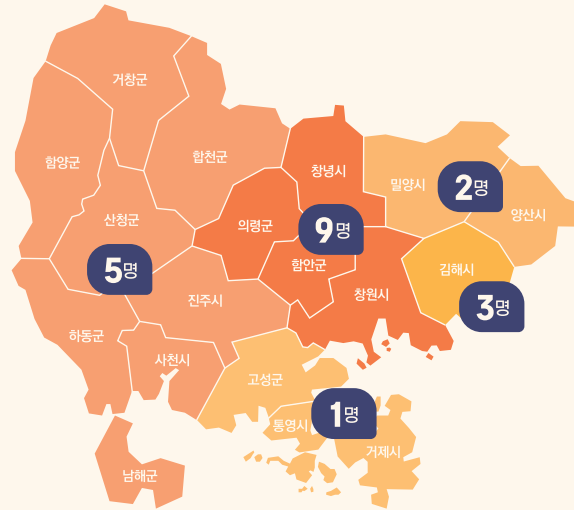 거창군
함양군
합천군
창녕시
밀양시
2명
양산시
산청군
의령군
9명
5명
함안군
김해시
진주시
창원시
3명
하동군
사천시
고성군
1명
통영시
거제시
남해군